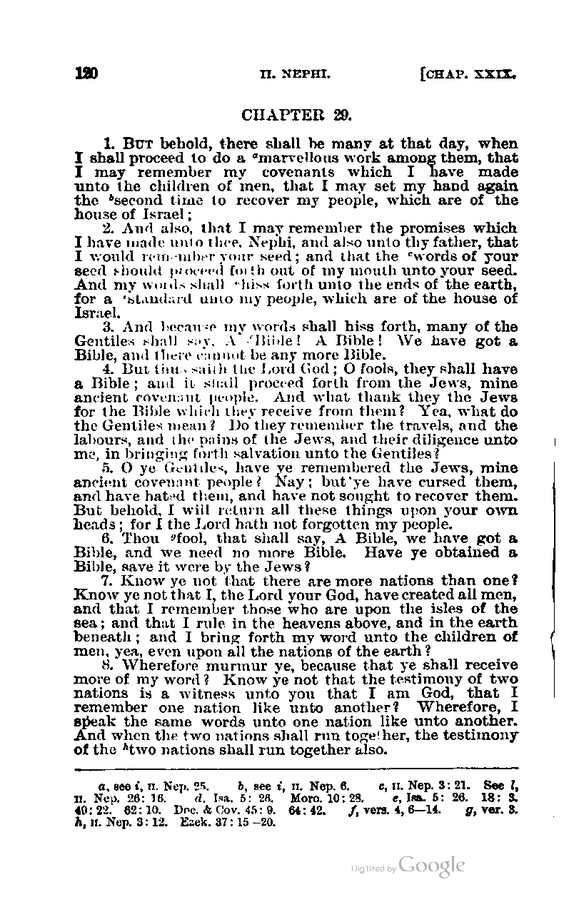 120 II. NEPHI. [CHAP. XXIX.
CHAPTER 29.
1. BUT behold, there shall be many at that day, when
I shall proceed to do a ᵃmarvellous work among them, that
I may remember my covenants which I have made
unto the children of men, that I may set my hand again
the ᵇsecond time to recover my people, which are of the
house of Israel;
2. And also, that I may remember the promises which
I have made unto thee, Nephi, and also unto thy father, that
I would remember your seed; and that the ᶜwords of your
seed should proceed forth out of my mouth unto your seed.
And my words shall ᵈhiss forth unto the ends of the earth,
for a ᵉstandard unto my people, which are of the house of
Israel.
3. And because my words shall hiss forth, many of the
Gentiles shall say, A ᶠBible! A Bible! We have got a
Bible, and there cannot be any more Bible.
4. But thus saith the Lord God; O fools, they shall have
a Bible; and it shall proceed forth from the Jews, mine
ancient covenant people. And what thank they the Jews
for the Bible which they receive from them? Yea, what do
the Gentiles mean? Do they remember the travels, and the
labours, and the pains of the Jews, and their diligence unto
me, in bringing forth salvation unto the Gentiles?
5. O ye Gentiles, have ye remembered the Jews, mine
ancient covenant people? Nay; but ye have cursed them,
and have hated them, and have not sought to recover them.
But behold, I will return all these things upon your own
heads; for I the Lord hath not forgotten my people.
6. Thou ᵍfool, that shall say, A Bible, we have got a
Bible, and we need no more Bible. Have ye obtained a
Bible, save it were by the Jews?
7. Know ye not that there are more nations than one?
Know ye not that I, the Lord your God, have created all men,
and that I remember those who are upon the isles of the
sea; and that I rule in the heavens above, and in the earth
beneath; and I bring forth my word unto the children of
men, yea, even upon all the nations of the earth?
8. Wherefore murmur ye, because that ye shall receive
more of my word? Know ye not that the testimony of two
nations is a witness unto you that I am God, that I
remember one nation like unto another? Wherefore, I
speak the same words unto one nation like unto another.
And when the two nations shall run together, the testimony
of the ʰtwo nations shall run together also.
a, see i, II. Nep. 25. b, see i, II. Nep. 6. c, II. Nep. 3:21. See l,
II. Nep. 26:16. d. Isa. 5:26. Moro. 10:28. e, Isa. 5:26. 18:3.
49:22. 62:10. Doc. & Cov. 45:9. 64:42. f, vers. 4, 6–14. g, ver. 3.
h, II. Nep. 3:12. Ezek. 37:15–20.
Digitized by Google